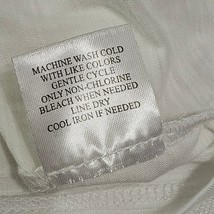 MACHINE WASH COLD
WITH LIKE COLORS
GENTLE CYCLE
ONLY NON-CHLORINE
BLEACH WHEN NEEDED
LINE DRY
COOL IRON IF NEEDED